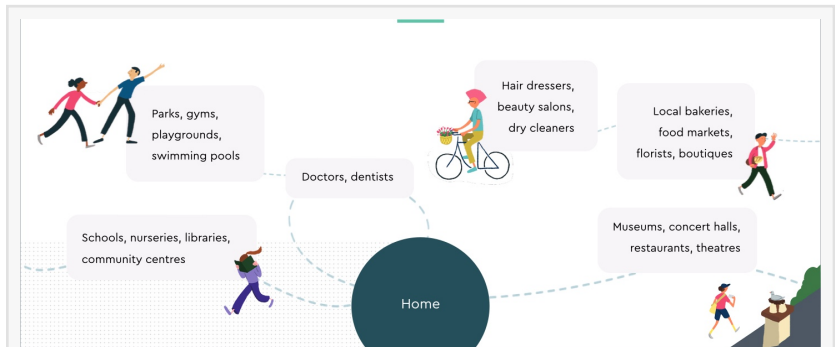 Parks, gyms,
playgrounds,
swimming pools
Doctors, dentists
Hair dressers,
beauty salons,
dry cleaners
Local bakeries,
food markets,
florists, boutiques
Schools, nurseries, libraries,
community centres
Museums, concert halls,
restaurants, theatres
Home